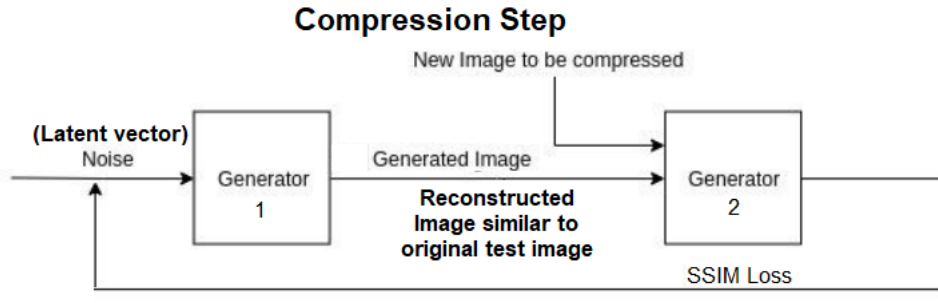 Compression Step
New Image to be compressed
(Latent vector)
Noise
Generator
1
Generated Image
Reconstructed
Image similar to
original test image
Generator
2
SSIM Loss